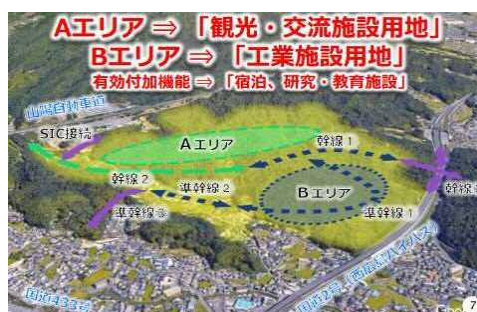 Aエリア ⇒ 「観光・交流施設用地」
Bエリア ⇒ 「工業施設用地」
有効付加機能 ⇒ 「宿泊、研究・教育施設」
山陽自動車道
SIC接続
Aエリア
幹線1
幹線2
準幹線2
Bエリア
幹線
準幹線3
準幹線1
国道433号
国道2号(西広島バイパス)
7